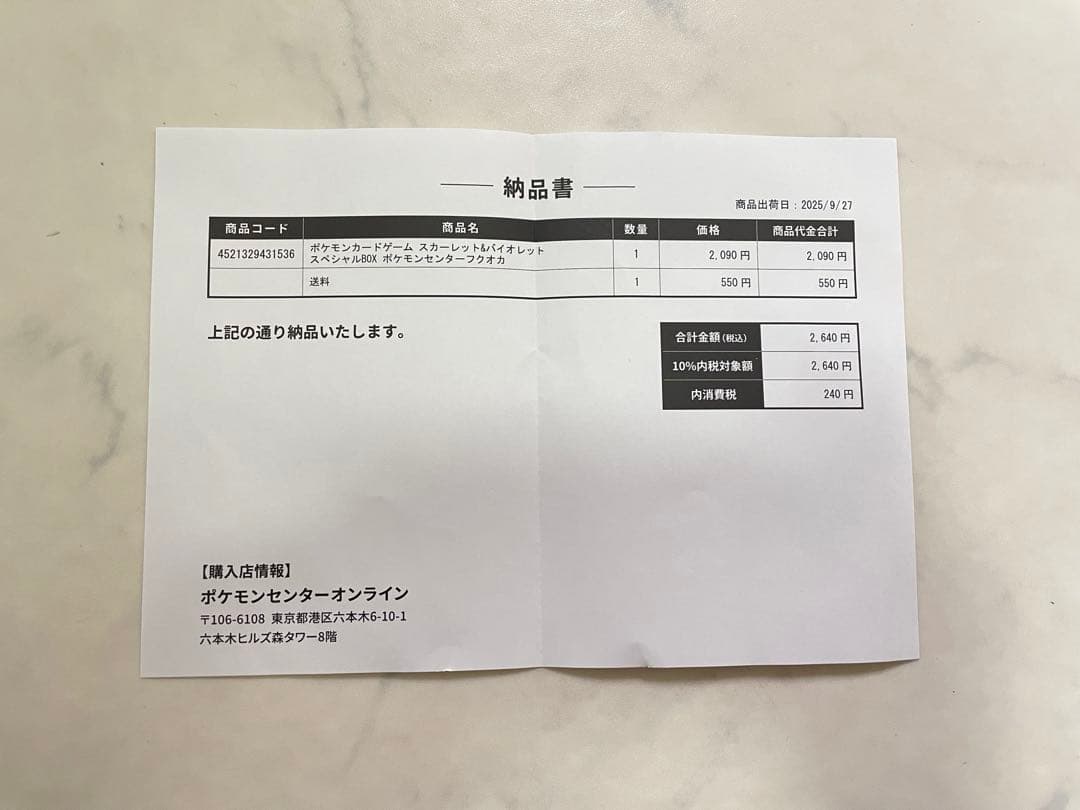 納品書
商品出荷日：2025/9/27
商品コード 商品名 数量 価格 商品代金合計
4521329431536 ポケモンカードゲーム スカーレット&バイオレット 1 2,090 円 2,090 円
スペシャルBOX ポケモンセンターフクオカ
送料 1 550 円 550 円
上記の通り納品いたします。
合計金額(税込) 2,640 円
10%内税対象額 2,640 円
内消費税 240 円
【購入店情報】
ポケモンセンターオンライン
〒106-6108 東京都港区六本木6-10-1
六本木ヒルズ森タワー8階